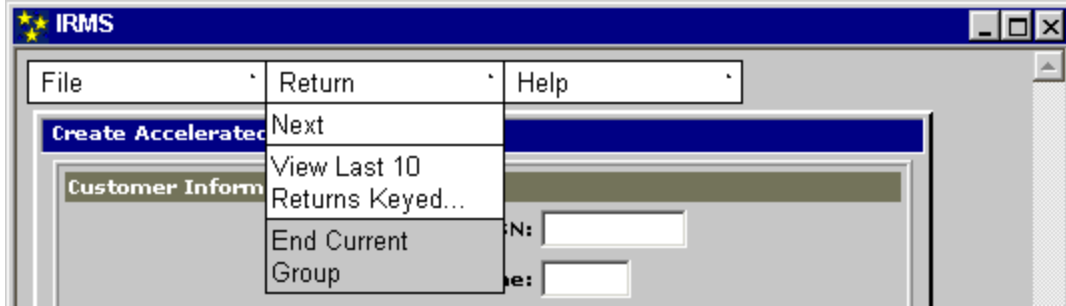 IRMS
File Return Help
Create Accelerated
Next
Customer Inform
View Last 10
Returns Keyed...
End Current
Group